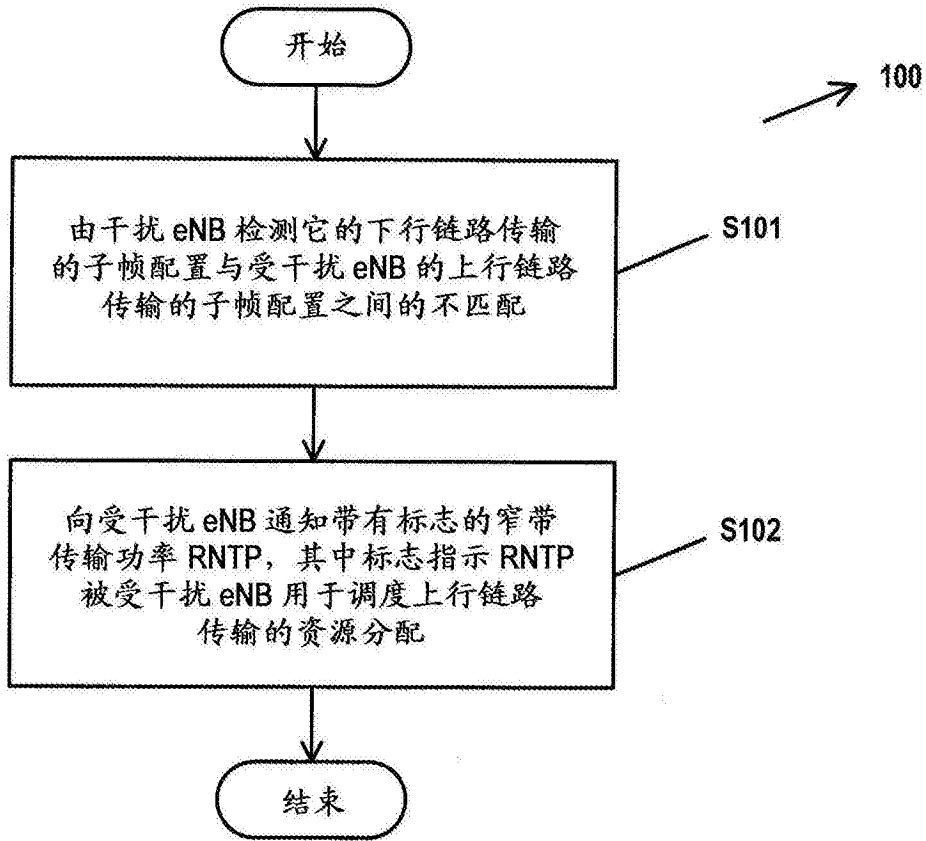 开始
100
由干扰 eNB 检测它的下行链路传输
的子帧配置与受干扰 eNB 的上行链路
传输的子帧配置之间的不匹配
S101
向受干扰 eNB 通知带有标志的窄带
传输功率 RNTP，其中标志指示 RNTP
被受干扰 eNB 用于调度上行链路
传输的资源分配
S102
结束